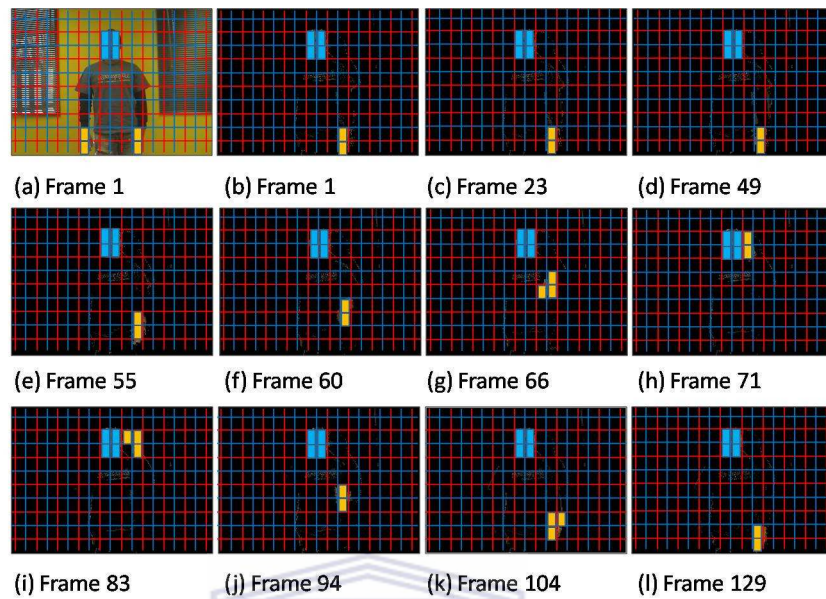 (a) Frame 1
(b) Frame 1
(c) Frame 23
(d) Frame 49
(e) Frame 55
(f) Frame 60
(g) Frame 66
(h) Frame 71
(i) Frame 83
(j) Frame 94
(k) Frame 104
(l) Frame 129